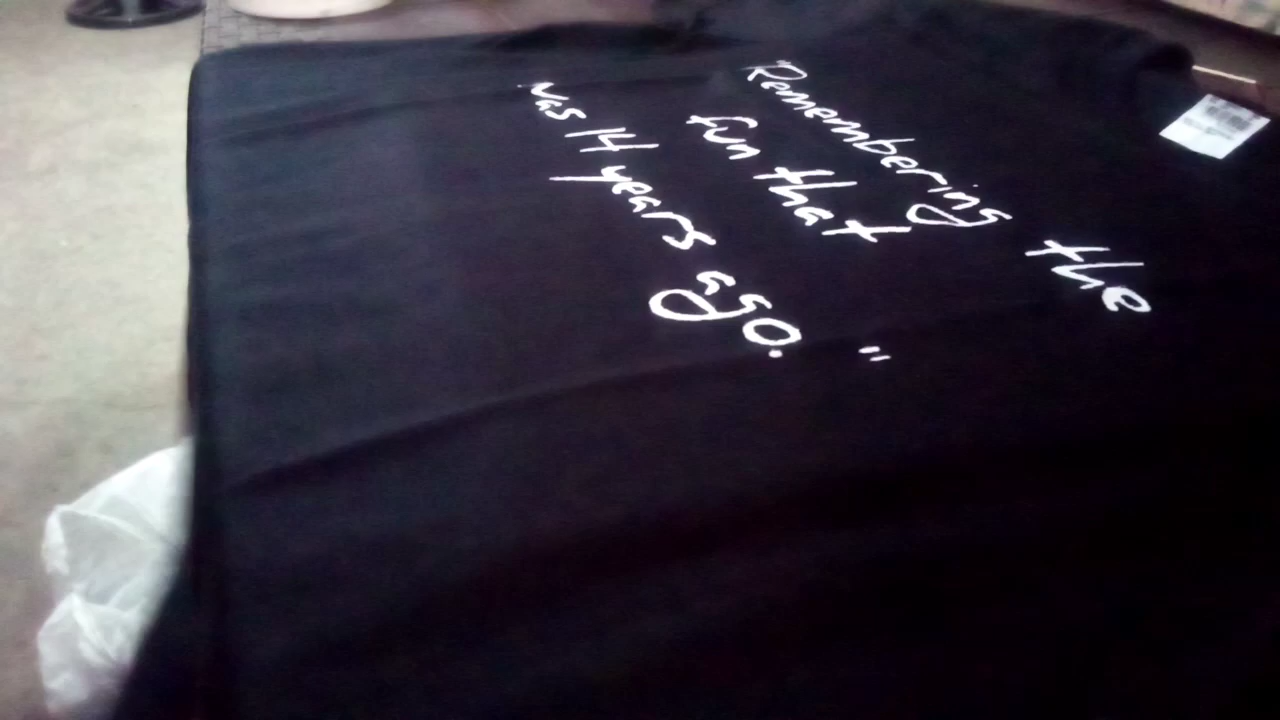 "Remembering the
fun that
was 14 years ago."